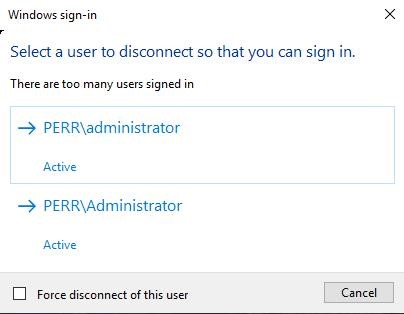 Windows sign-in
Select a user to disconnect so that you can sign in.
There are too many users signed in
PERR\administrator
Active
PERR\Administrator
Active
Force disconnect of this user
Cancel